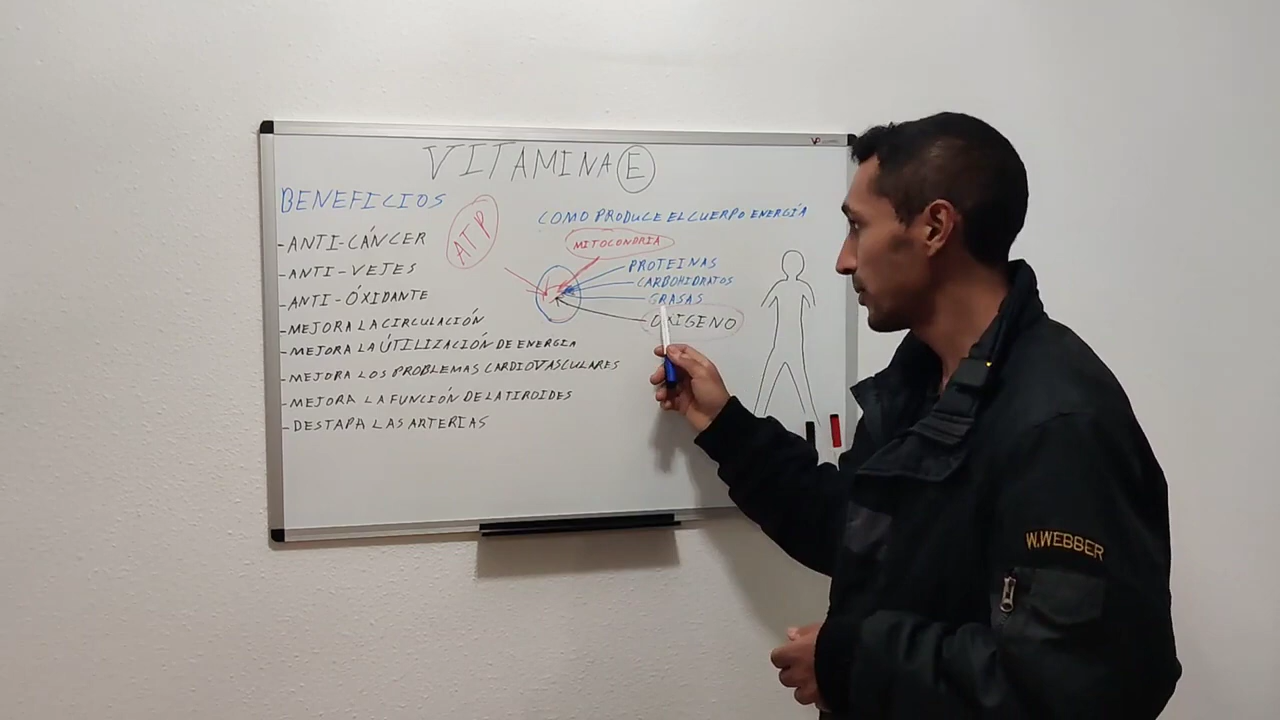 VITAMINA E
BENEFICIOS
-ANTI-CÁNCER
-ANTI-VEJES
-ANTI-ÓXIDANTE
-MEJORA LA CIRCULACIÓN
-MEJORA LA ÚTILIZACIÓN DE ENERGIA
-MEJORA LOS PROBLEMAS CARDIOVASCULARES
-MEJORA LA FUNCIÓN DE LA TIROIDES
-DESTAPA LAS ARTERIAS
ATP
COMO PRODUCE EL CUERPO ENERGÍA
MITOCONDRIA
PROTEINAS
CARBOHIDRATOS
GRASAS
OXIGENO
W.WEBBER